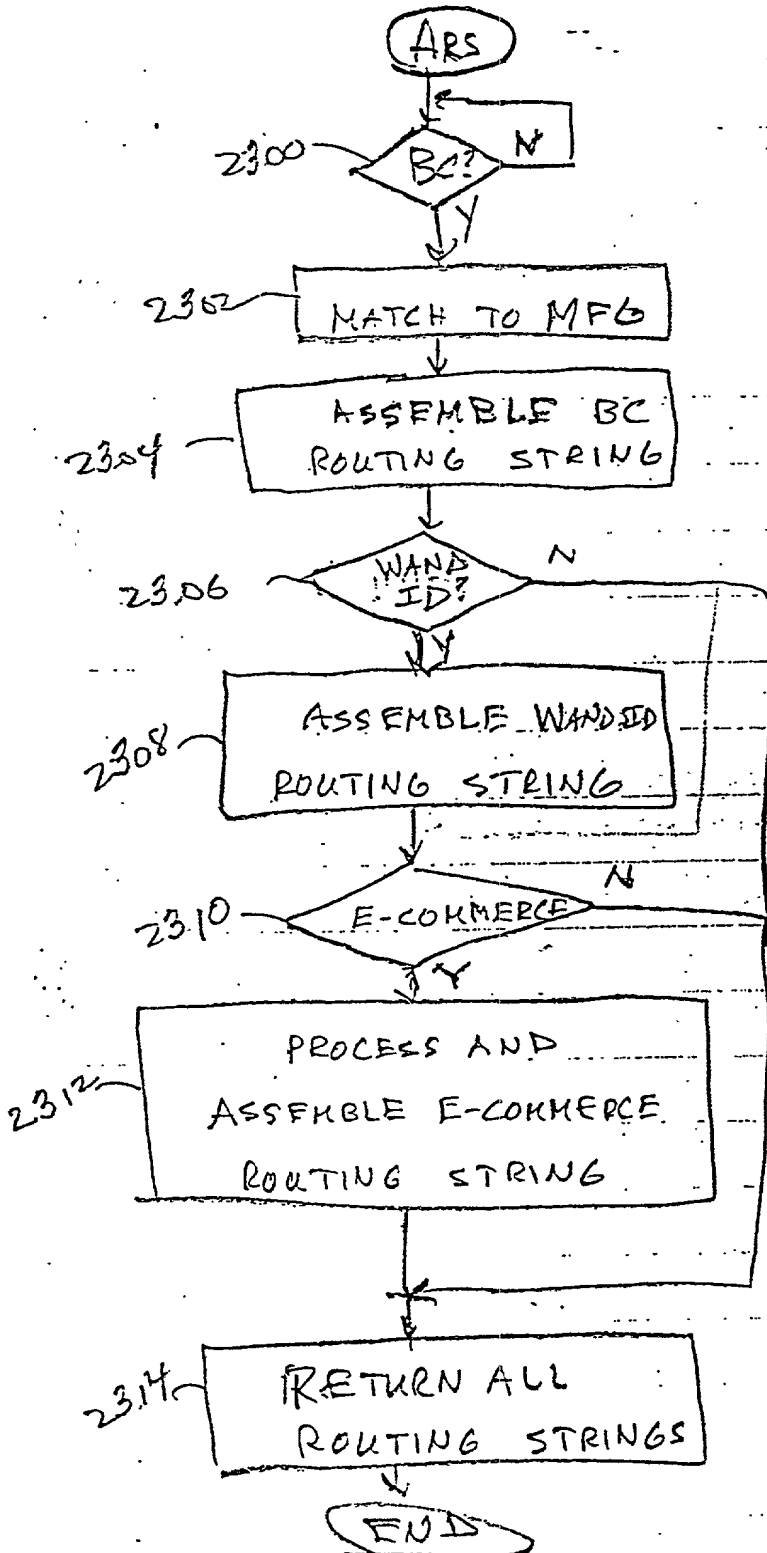 ARS
2300
BC?
N
Y
2302
MATCH TO MFG
2304
ASSEMBLE BC
ROUTING STRING
2306
WAND
ID?
N
Y
2308
ASSEMBLE WAND ID
ROUTING STRING
2310
E-COMMERCE
N
Y
2312
PROCESS AND
ASSEMBLE E-COMMERCE
ROUTING STRING
2314
RETURN ALL
ROUTING STRINGS
END